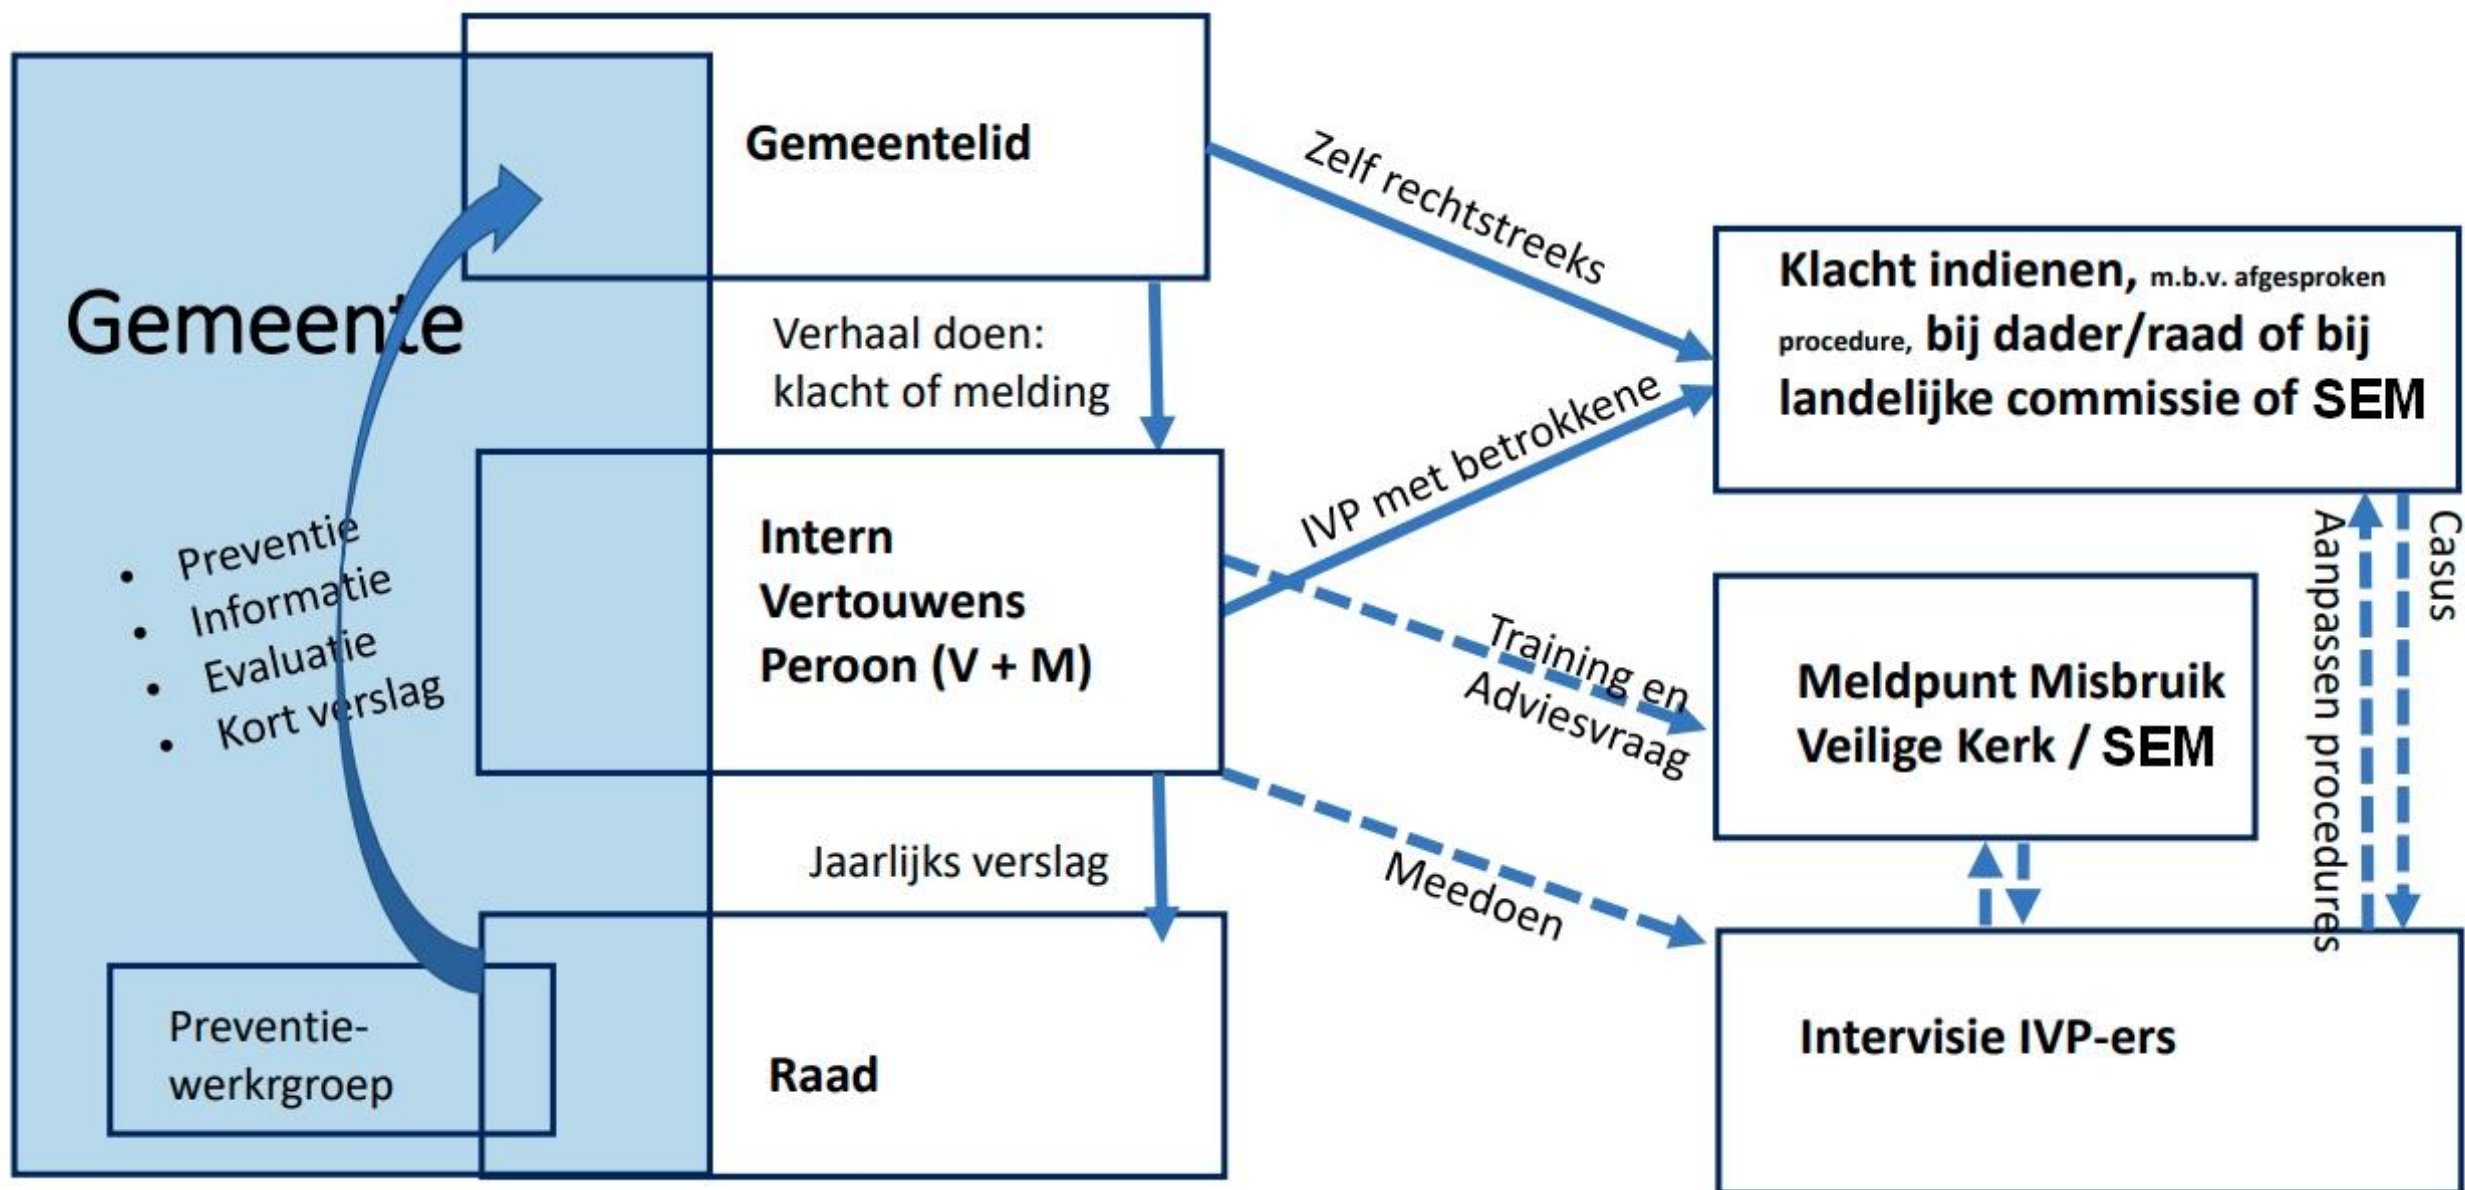 Gemeentelid
Gemeente
Zelf rechtstreeks
Verhaal doen:
klacht of melding
Klacht indienen, m.b.v. afgesproken
procedure, bij dader/raad of bij
landelijke commissie of SEM
IVP met betrokkene
• Preventie
• Informatie
• Evaluatie
• Kort verslag
Intern
Vertouwens
Peroon (V + M)
Training en
Adviesvraag
Meldpunt Misbruik
Veilige Kerk / SEM
Aanpassen procedures
Casus
Jaarlijks verslag
Meedoen
Preventie-
werkrgroep
Raad
Intervisie IVP-ers